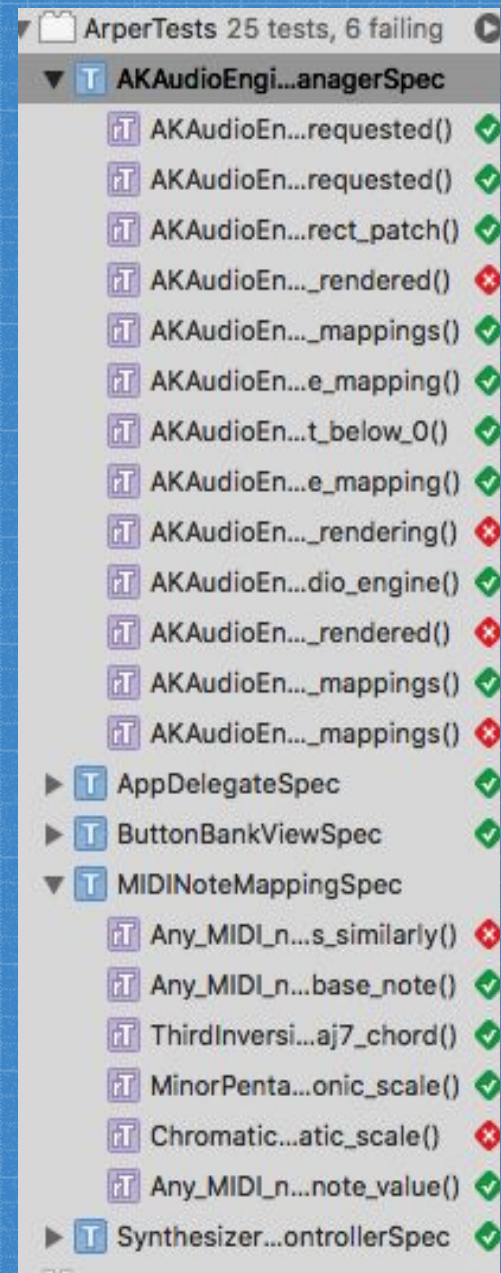 ArperTests 25 tests, 6 failing
T AKAudioEngi...anagerSpec
T AKAudioEn...requested()
T AKAudioEn...requested()
T AKAudioEn...rect_patch()
T AKAudioEn..._rendered()
T AKAudioEn..._mappings()
T AKAudioEn...e_mapping()
T AKAudioEn...t_below_0()
T AKAudioEn...e_mapping()
T AKAudioEn..._rendering()
T AKAudioEn...dio_engine()
T AKAudioEn..._rendered()
T AKAudioEn..._mappings()
T AKAudioEn..._mappings()
T AppDelegateSpec
T ButtonBankViewSpec
T MIDINoteMappingSpec
T Any_MIDI_n...s_similarly()
T Any_MIDI_n...base_note()
T ThirdInversi...aj7_chord()
T MinorPenta...onic_scale()
T Chromatic...atic_scale()
T Any_MIDI_n...note_value()
T Synthesizer...ontrollerSpec